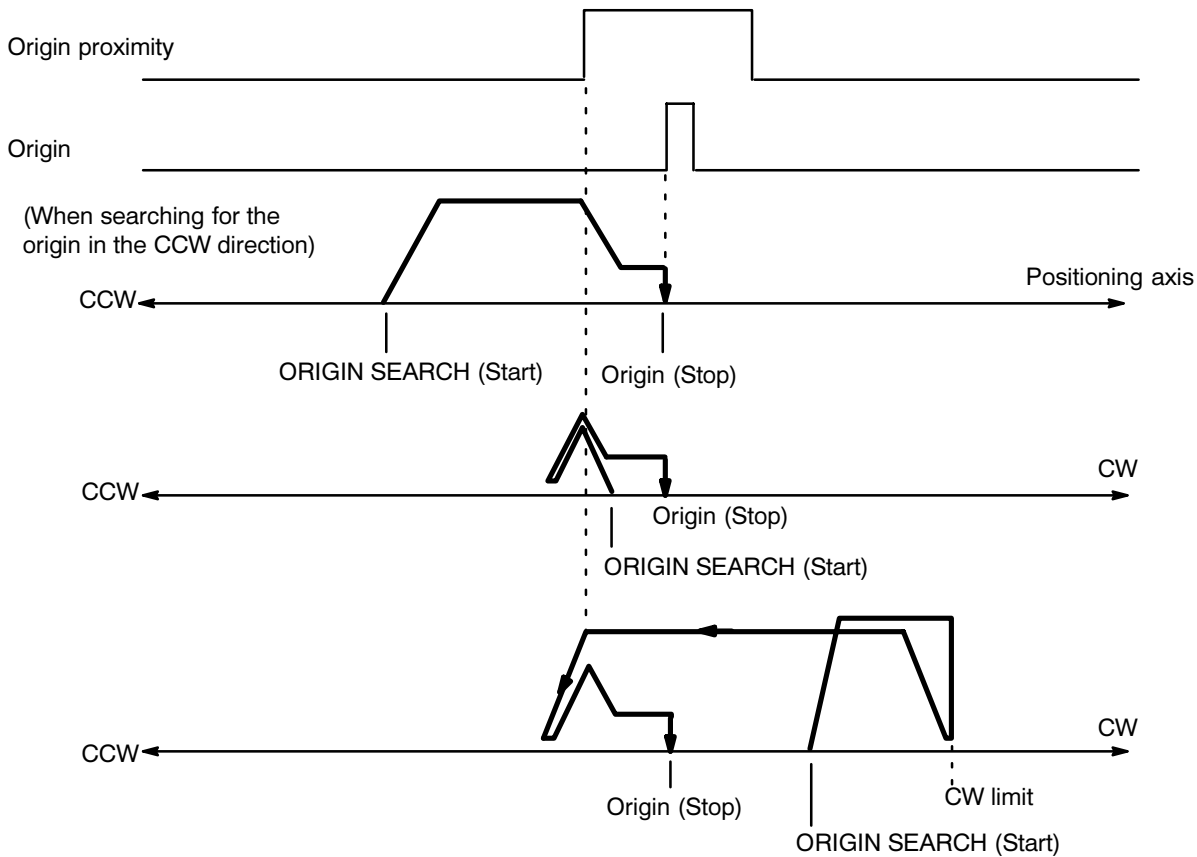 Origin proximity
Origin
(When searching for the
origin in the CCW direction)
Positioning axis
CCW
ORIGIN SEARCH (Start)
Origin (Stop)
CCW
CW
Origin (Stop)
ORIGIN SEARCH (Start)
CCW
CW
Origin (Stop)
CW limit
ORIGIN SEARCH (Start)